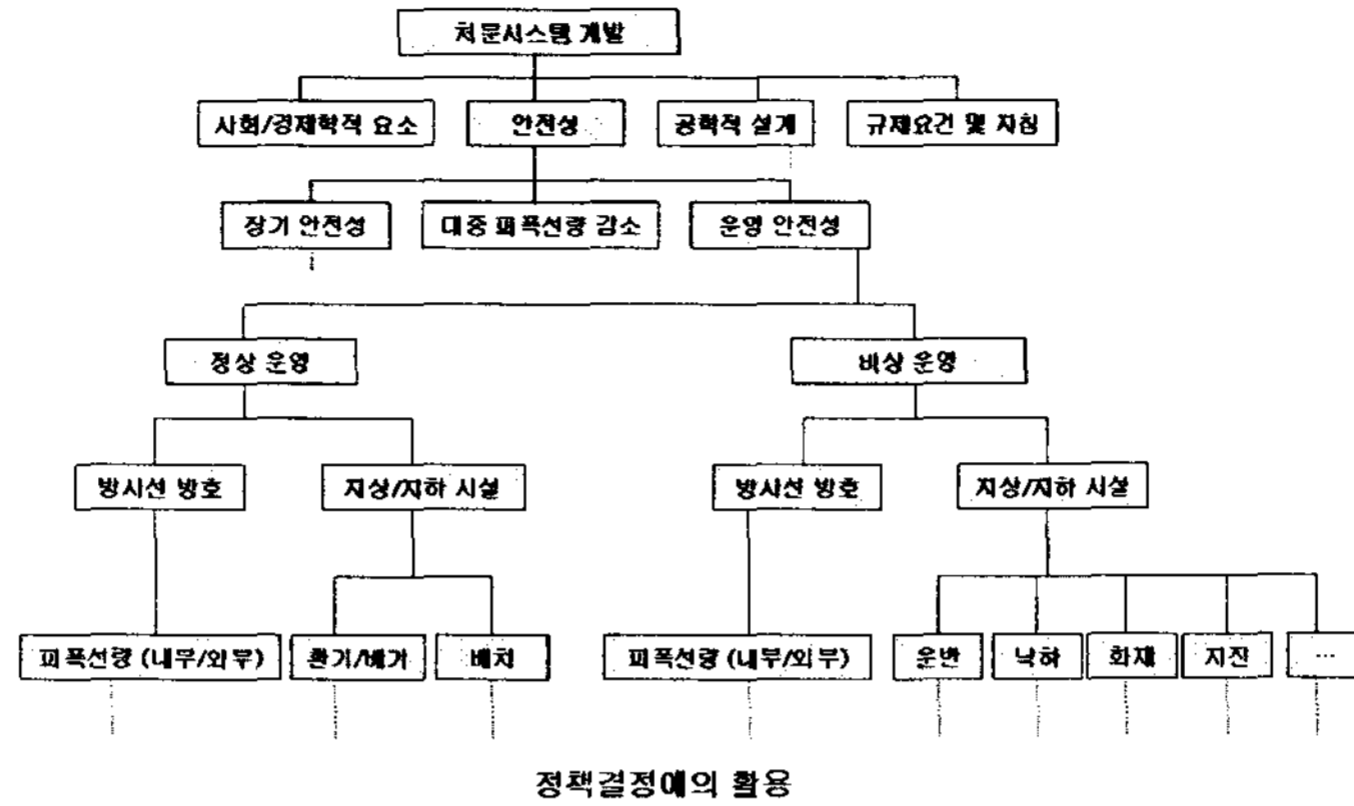 처분시스템 개발
사회/경제학적 요소
안전성
공학적 설계
규제요건 및 지침
장기 안전성
대중 피폭선량 감소
운영 안전성
정상 운영
비상 운영
방사선 방호
지상/지하 시설
방사선 방호
지상/지하 시설
피폭선량 (내부/외부)
환기/배기
배치
피폭선량 (내부/외부)
운반
낙하
화재
지진
...
정책결정에의 활용